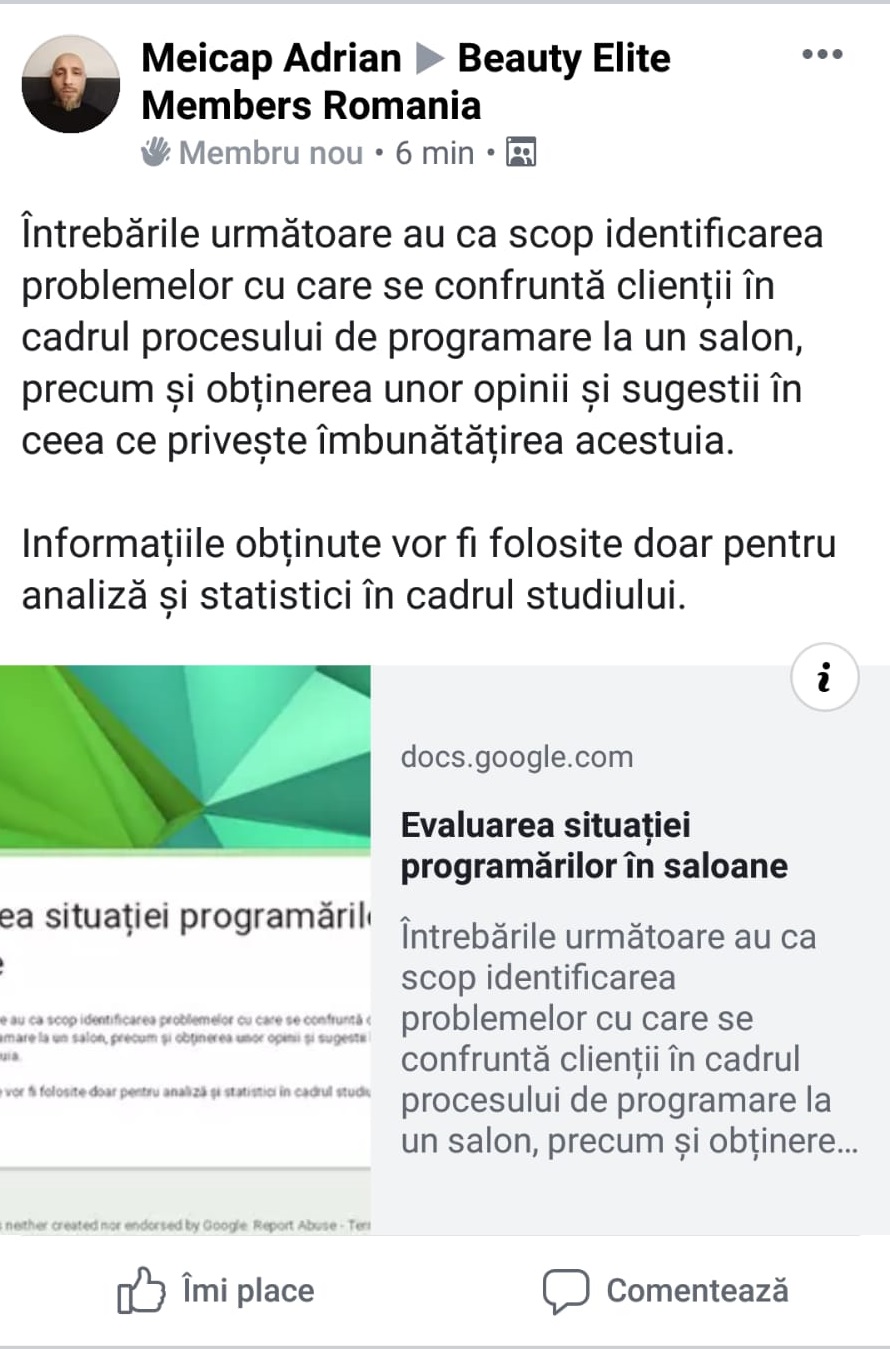 Meicap Adrian ▶ Beauty Elite
Members Romania
Membru nou • 6 min •
Întrebările următoare au ca scop identificarea
problemelor cu care se confruntă clienții în
cadrul procesului de programare la un salon,
precum și obținerea unor opinii și sugestii în
ceea ce privește îmbunătățirea acestuia.
Informațiile obținute vor fi folosite doar pentru
analiză și statistici în cadrul studiului.
ea situației programăril
e
e au ca scop identificarea problemelor cu care se confruntă c
amare la un salon, precum și obținerea unor opinii și sugestii
uia.
e vor fi folosite doar pentru analiză și statistici în cadrul studiu
s neither created nor endorsed by Google. Report Abuse - Ter
i
docs.google.com
Evaluarea situației
programărilor în saloane
Întrebările următoare au ca
scop identificarea
problemelor cu care se
confruntă clienții în cadrul
procesului de programare la
un salon, precum și obținere...
Îmi place
Comentează